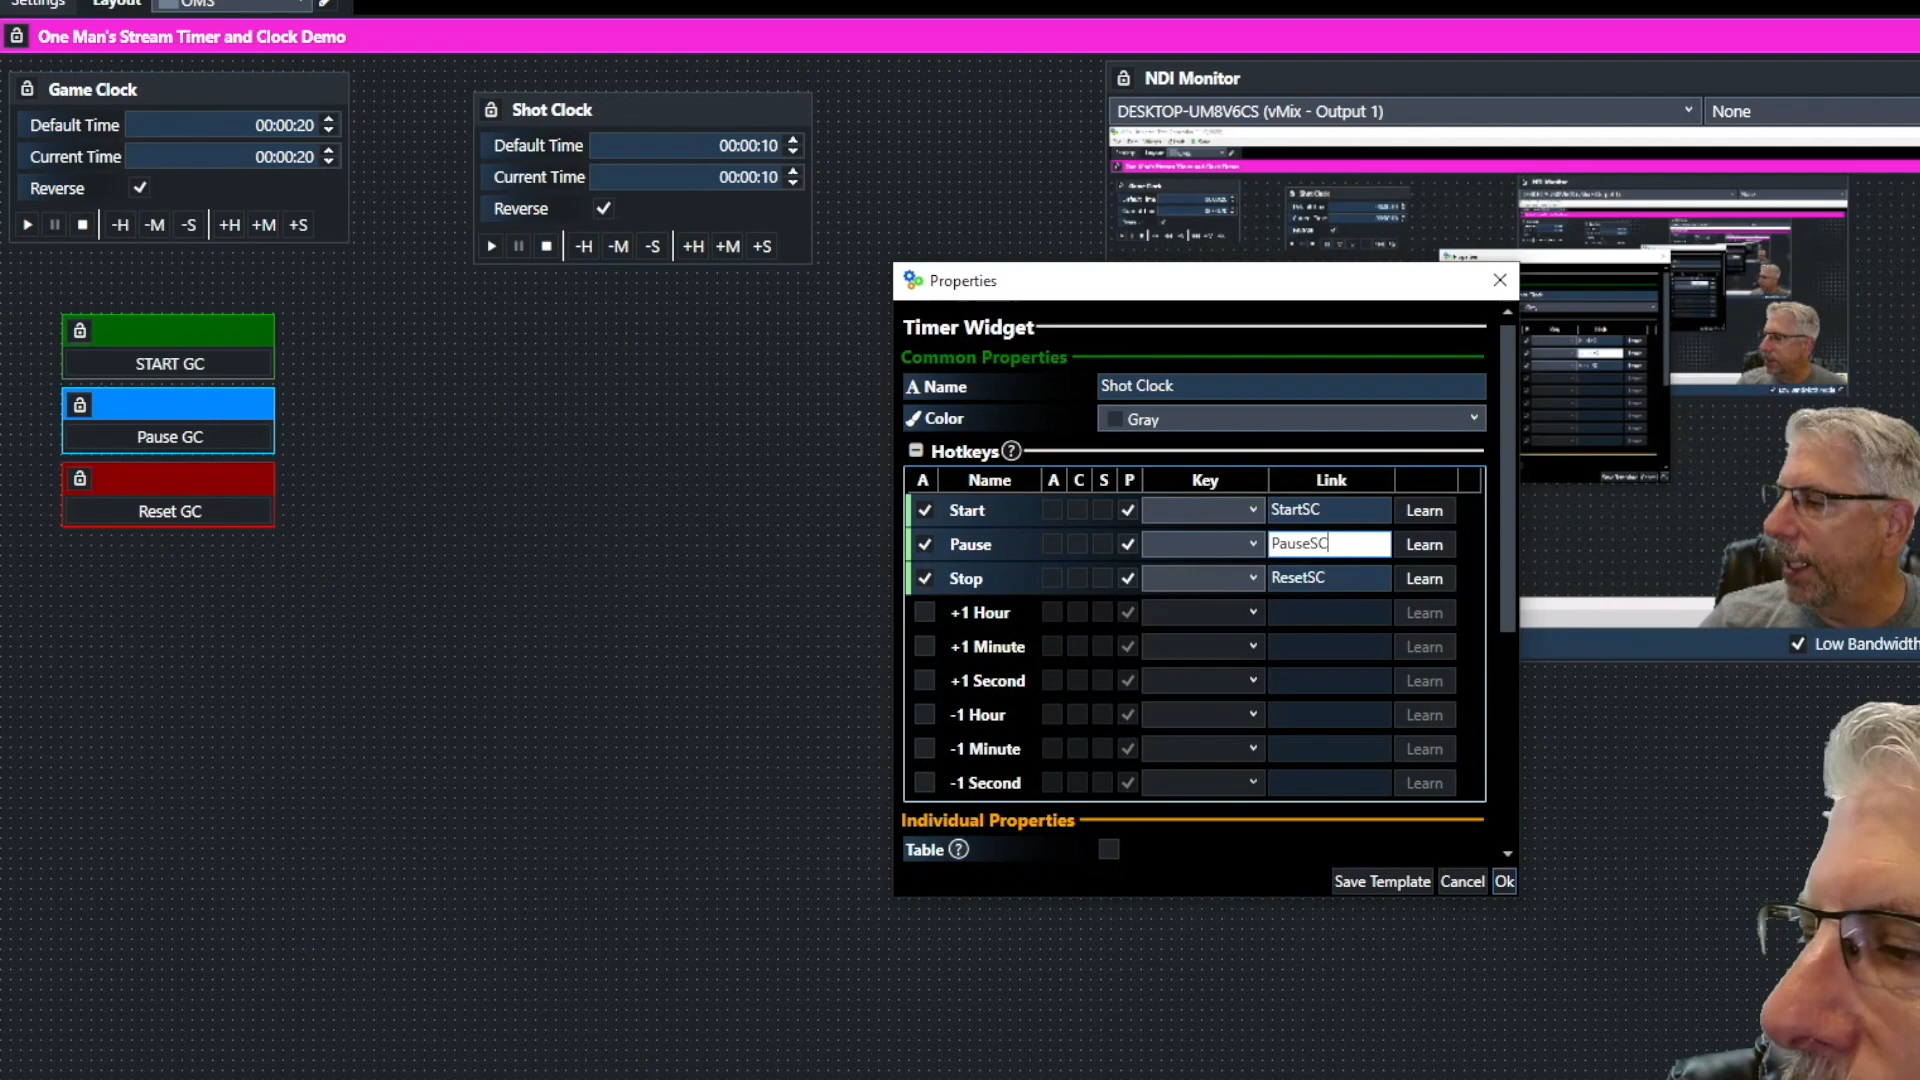 Settings Layout OMS
One Man's Stream Timer and Clock Demo
Game Clock
Default Time 00:00:20
Current Time 00:00:20
Reverse
-H -M -S +H +M +S
Shot Clock
Default Time 00:00:10
Current Time 00:00:10
Reverse
-H -M -S +H +M +S
NDI Monitor
DESKTOP-UM8V6CS (vMix - Output 1) None
START GC
Pause GC
Reset GC
Properties
Timer Widget
Common Properties
A Name Shot Clock
Color Gray
Hotkeys ?
A Name A C S P Key Link
Start StartSC Learn
Pause PauseSC Learn
Stop ResetSC Learn
+1 Hour Learn
+1 Minute Learn
+1 Second Learn
-1 Hour Learn
-1 Minute Learn
-1 Second Learn
Individual Properties
Table ?
Save Template Cancel Ok
Low Bandwidth